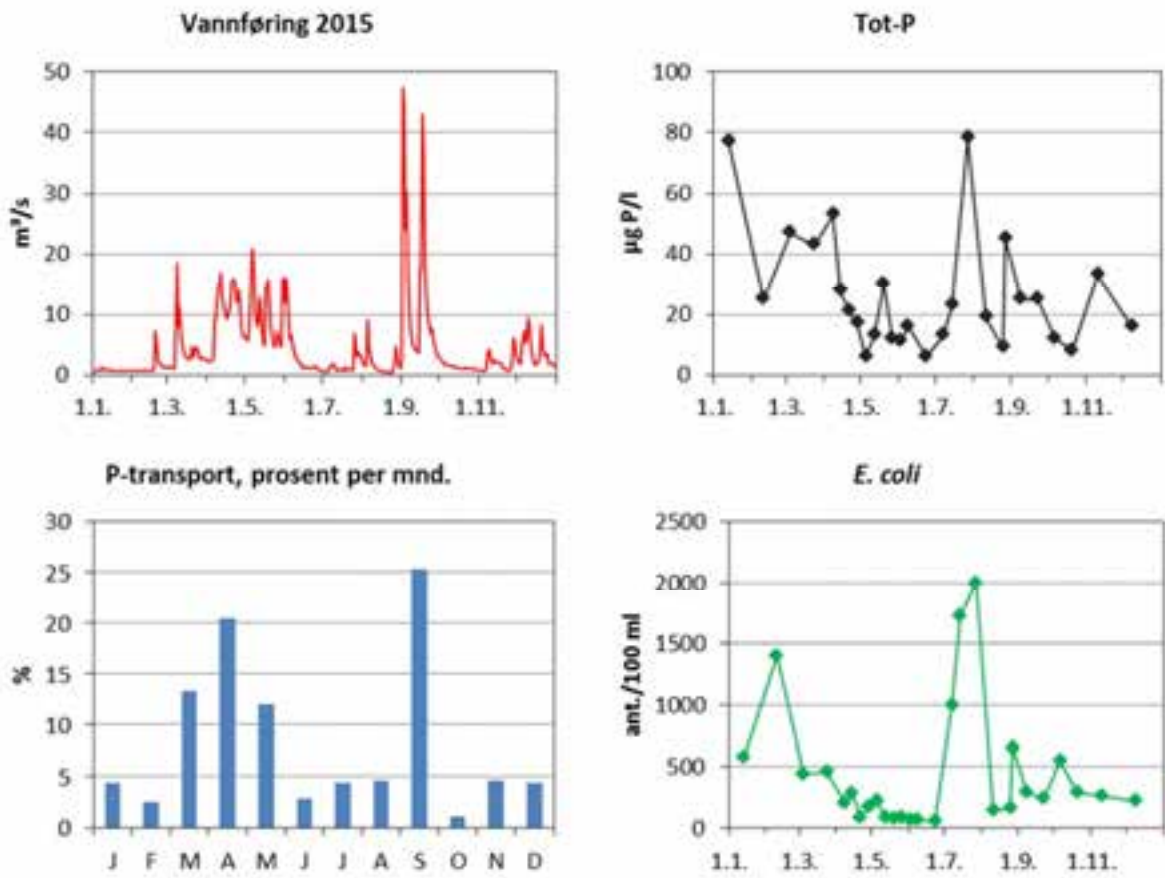 Vannføring 2015
m³/s
50
40
30
20
10
0
1.1. 1.3. 1.5. 1.7. 1.9. 1.11.
Tot-P
µg P/l
100
80
60
40
20
0
1.1. 1.3. 1.5. 1.7. 1.9. 1.11.
P-transport, prosent per mnd.
%
30
25
20
15
10
5
0
J F M A M J J A S O N D
E. coli
ant./100 ml
2500
2000
1500
1000
500
0
1.1. 1.3. 1.5. 1.7. 1.9. 1.11.